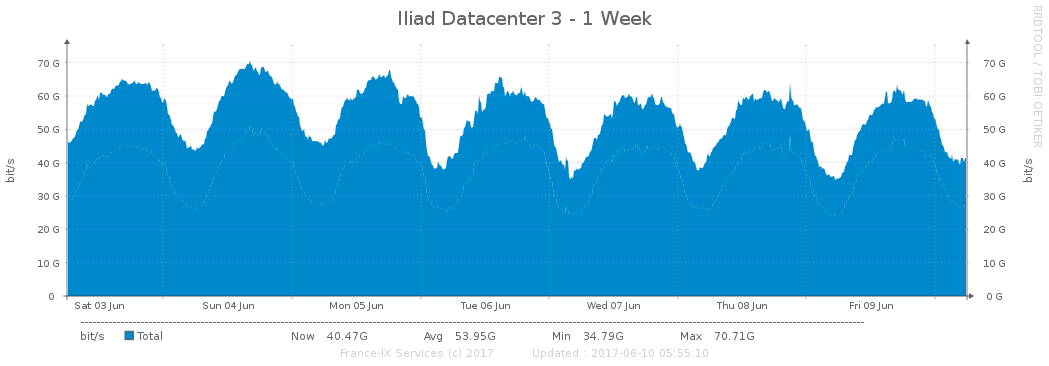 Iliad Datacenter 3 - 1 Week
RRDTOOL / TOBI OETIKER
70 G 70 G
60 G 60 G
50 G 50 G
40 G 40 G
30 G 30 G
20 G 20 G
10 G 10 G
0 0 G
bit/s bit/s
Sat 03 Jun Sun 04 Jun Mon 05 Jun Tue 06 Jun Wed 07 Jun Thu 08 Jun Fri 09 Jun
bit/s Total Now 40.47G Avg 53.95G Min 34.79G Max 70.71G
France-IX Services (c) 2017 Updated : 2017-06-10 05:55:10